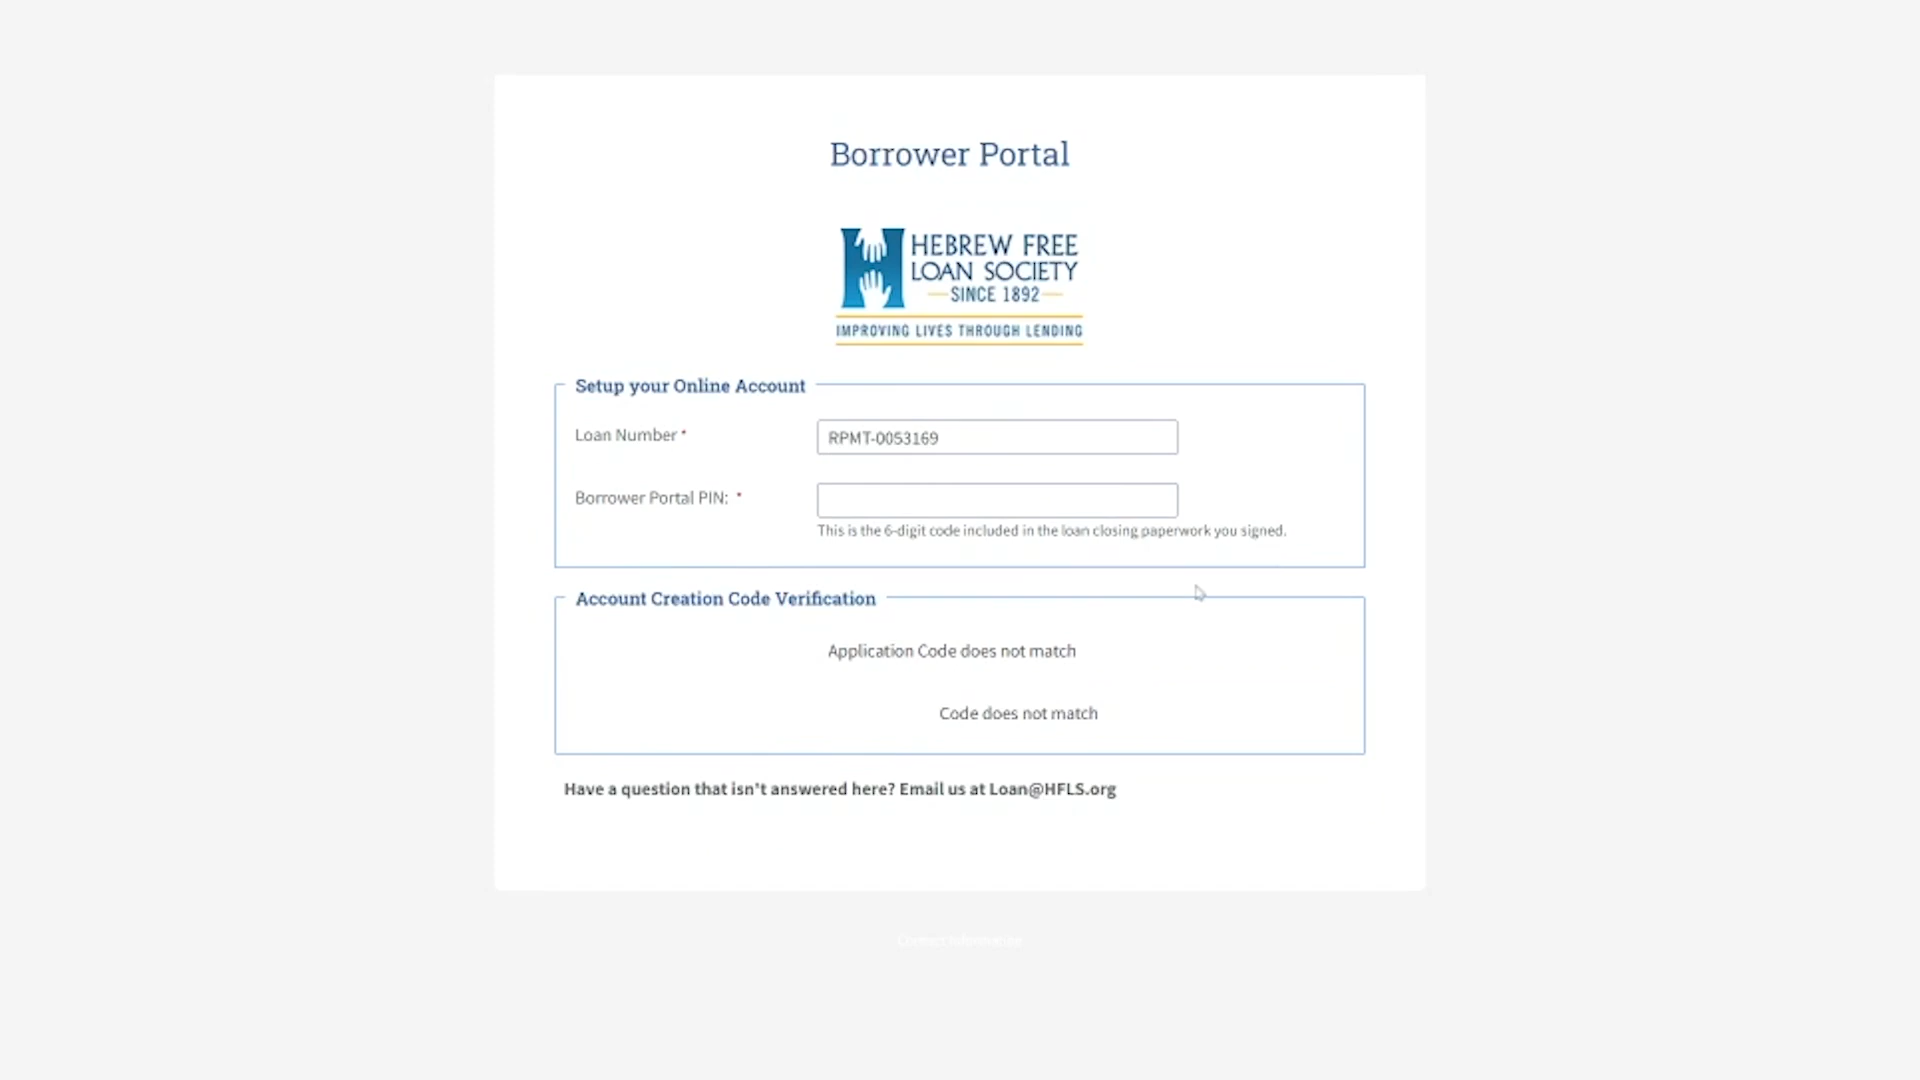 Borrower Portal
HEBREW FREE
LOAN SOCIETY
SINCE 1892
IMPROVING LIVES THROUGH LENDING
Setup your Online Account
Loan Number *
RPMT-0053169
Borrower Portal PIN: *
This is the 6-digit code included in the loan closing paperwork you signed.
Account Creation Code Verification
Application Code does not match
Code does not match
Have a question that isn't answered here? Email us at Loan@HFLS.org
Contact Information